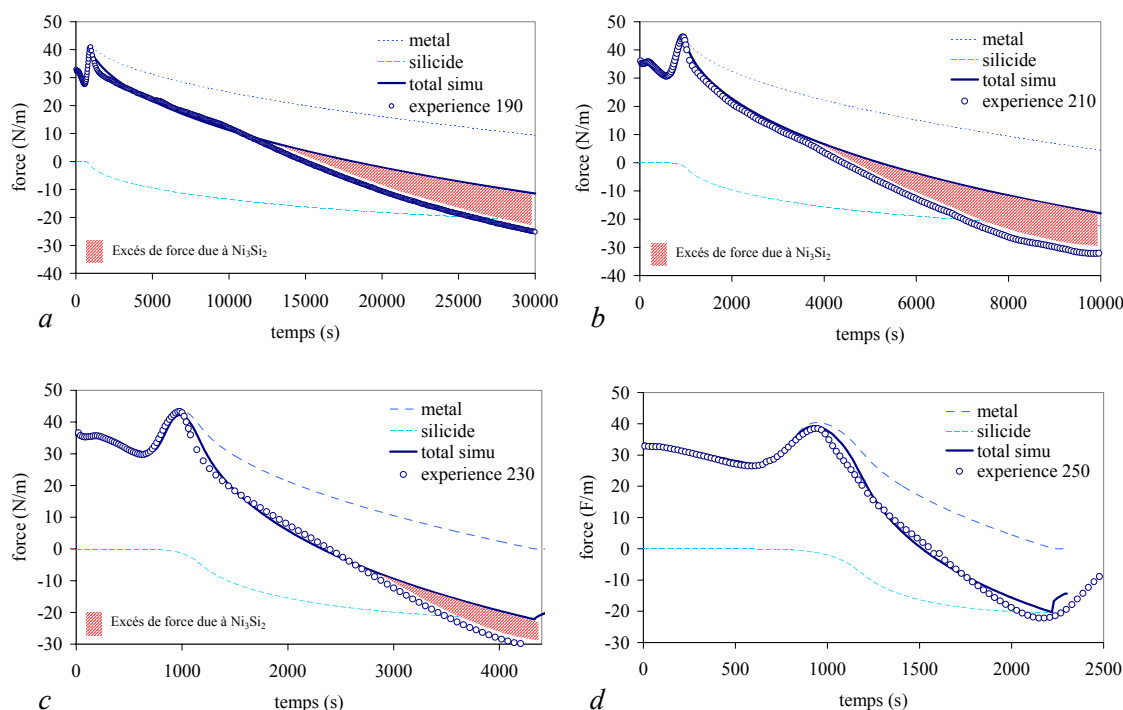 50
40
30
20
10
0
-10
-20
-30
-40
force (N/m)
0
5000
10000
15000
20000
25000
30000
temps (s)
metal
silicide
total simu
experience 190
Excés de force due à Ni₃Si₂
a
50
40
30
20
10
0
-10
-20
-30
-40
force (N/m)
0
2000
4000
6000
8000
10000
temps (s)
metal
silicide
total simu
experience 210
Excés de force due à Ni₃Si₂
b
50
40
30
20
10
0
-10
-20
-30
force (N/m)
0
1000
2000
3000
4000
temps (s)
metal
silicide
total simu
experience 230
Excés de force due à Ni₃Si₂
c
50
40
30
20
10
0
-10
-20
-30
force (F/m)
0
500
1000
1500
2000
2500
temps (s)
metal
silicide
total simu
experience 250
d